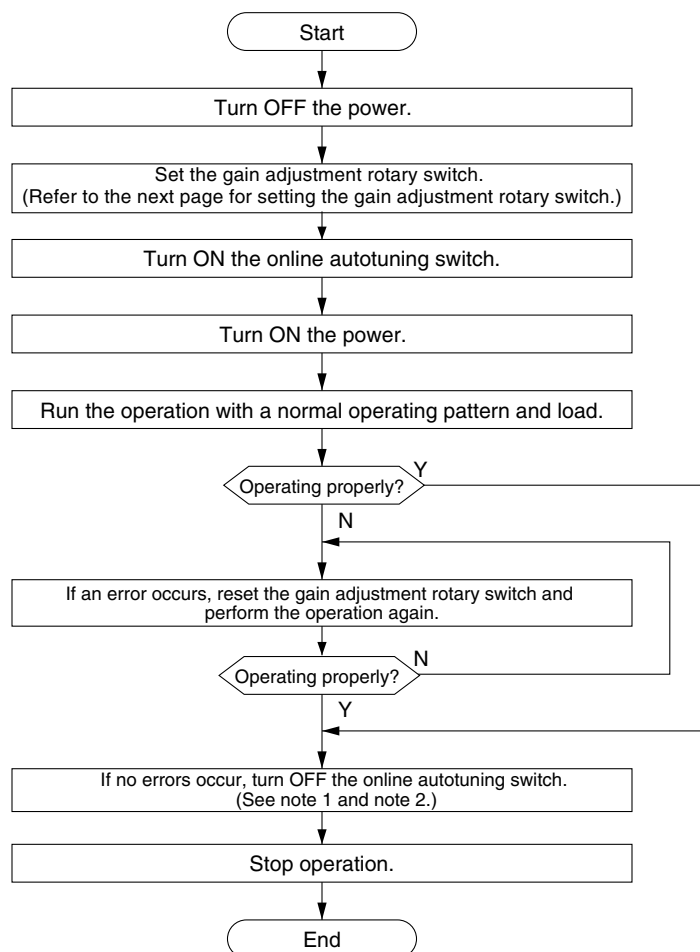 Start
Turn OFF the power.
Set the gain adjustment rotary switch.
(Refer to the next page for setting the gain adjustment rotary switch.)
Turn ON the online autotuning switch.
Turn ON the power.
Run the operation with a normal operating pattern and load.
Operating properly?
Y
N
If an error occurs, reset the gain adjustment rotary switch and
perform the operation again.
Operating properly?
N
Y
If no errors occur, turn OFF the online autotuning switch.
(See note 1 and note 2.)
Stop operation.
End